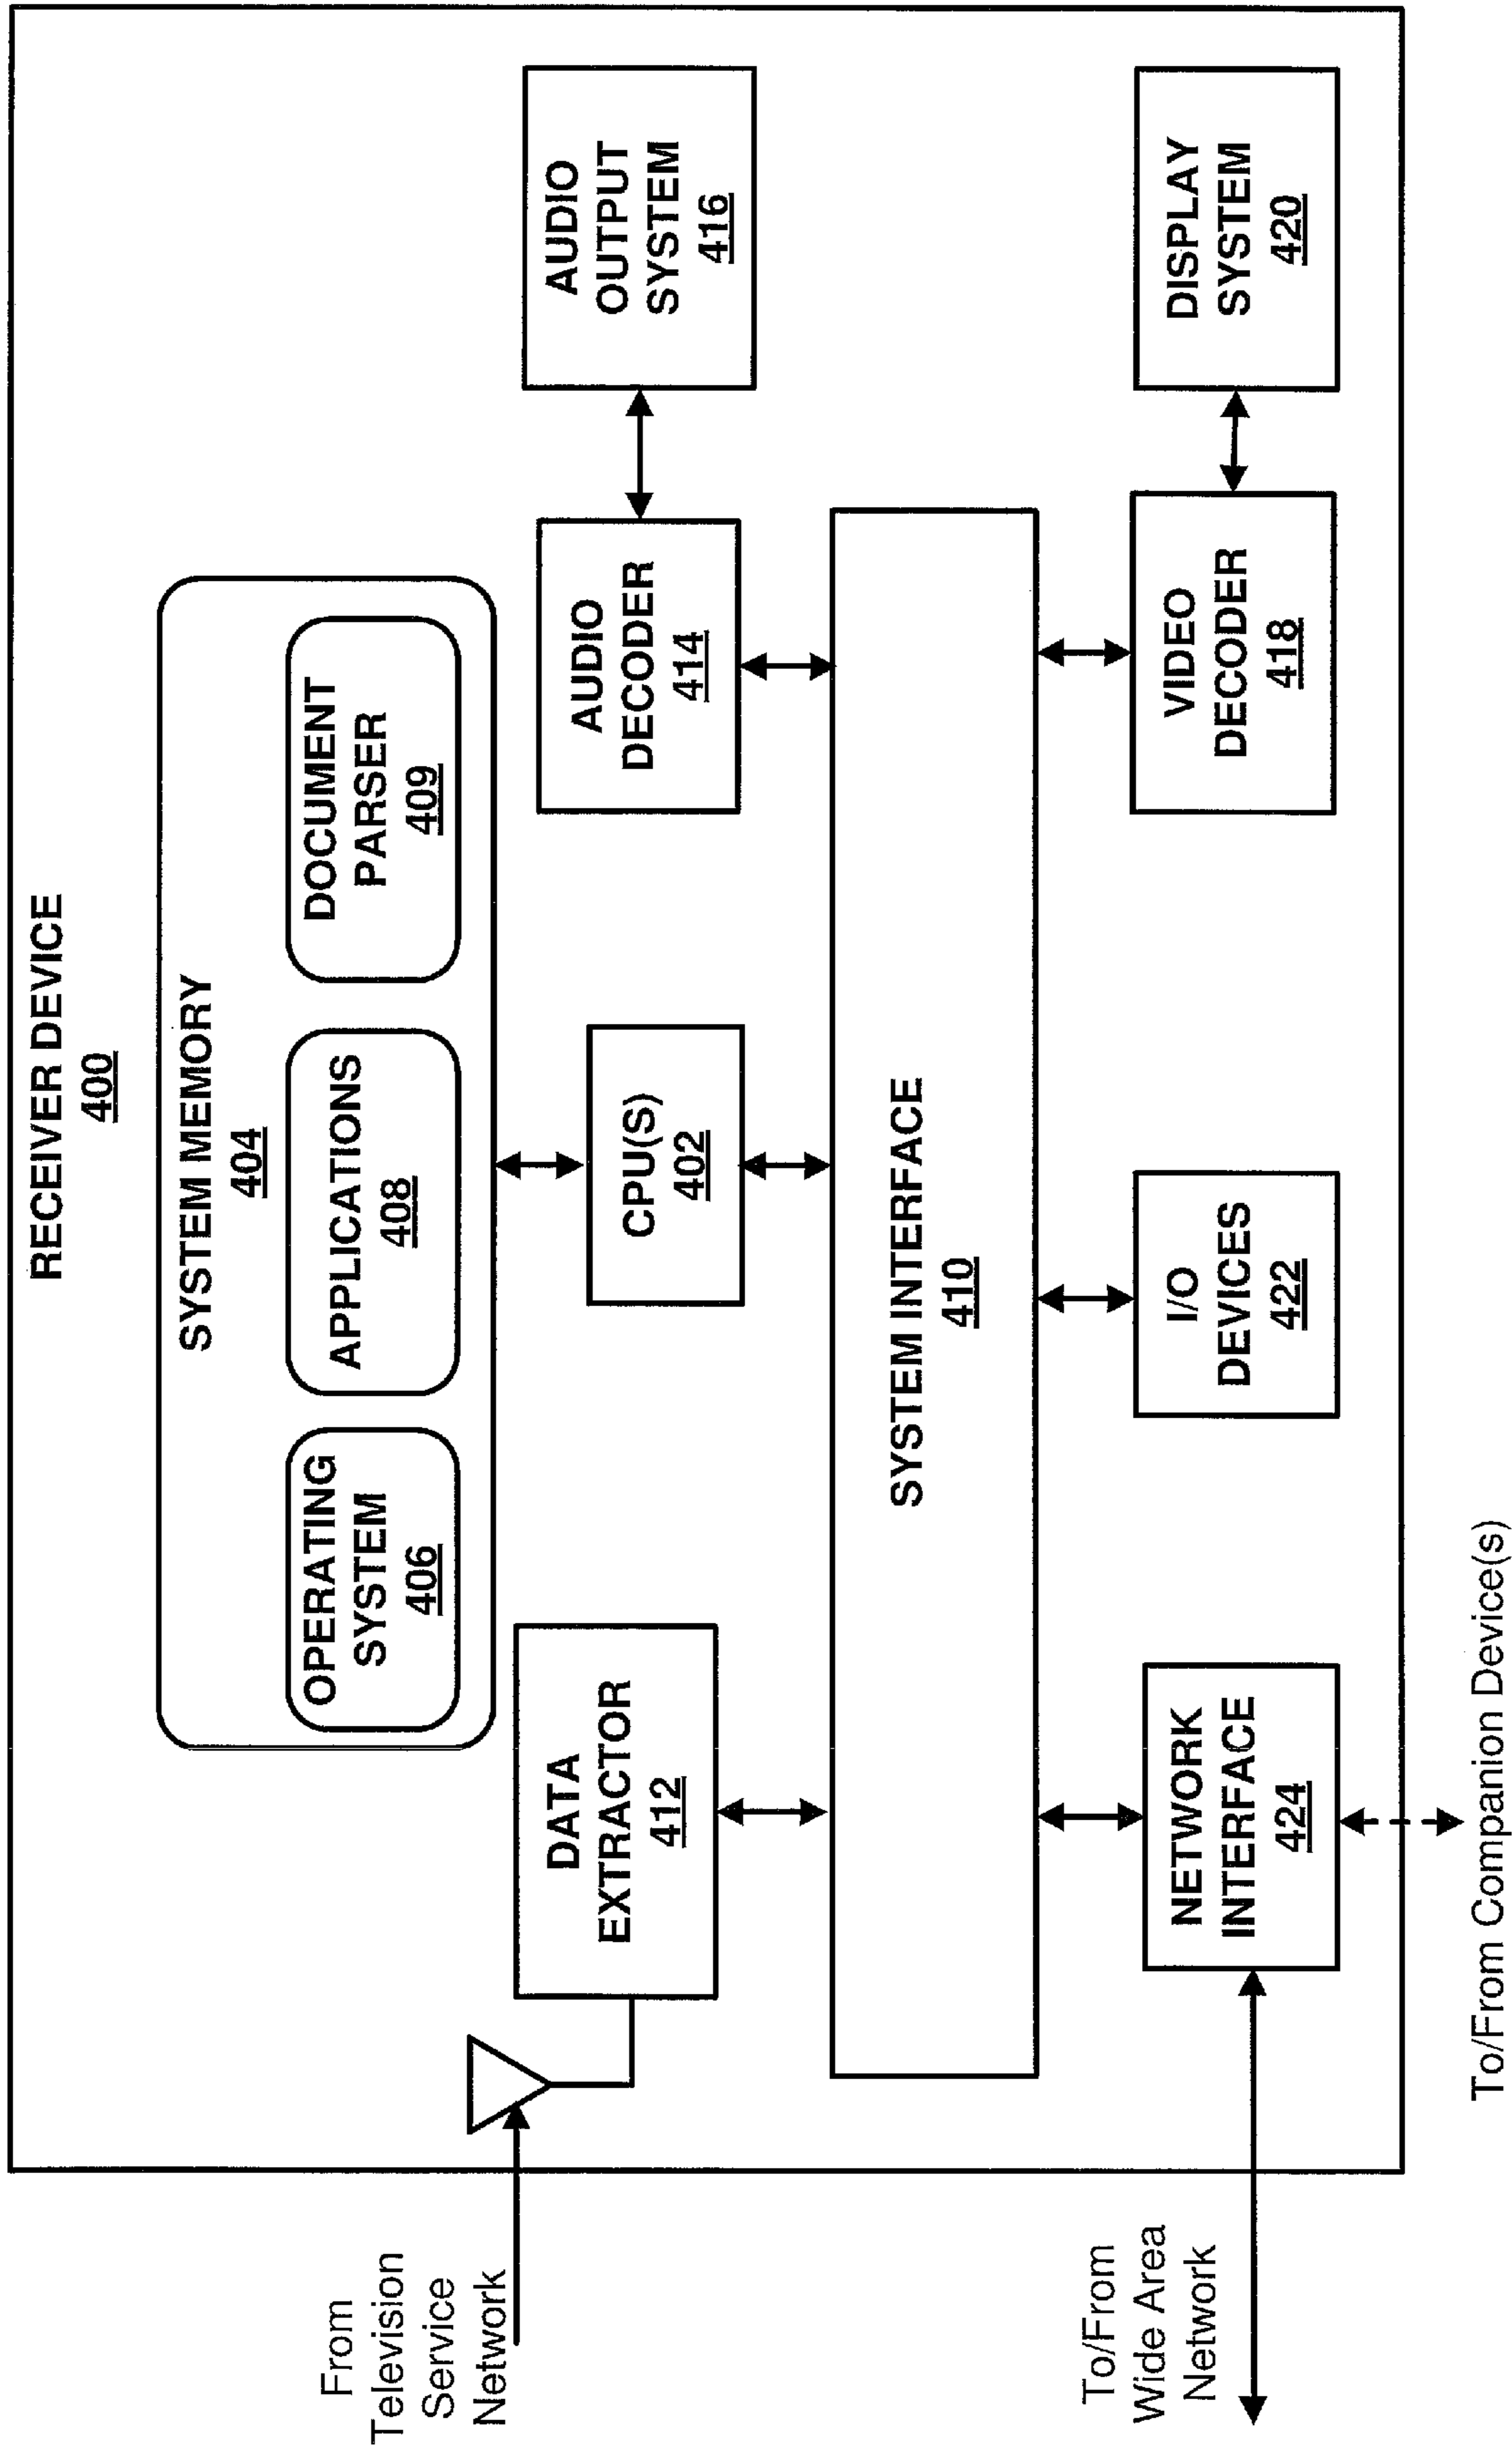 RECEIVER DEVICE
400
SYSTEM MEMORY
404
OPERATING
SYSTEM
406
APPLICATIONS
408
DOCUMENT
PARSER
409
From
Television
Service
Network
DATA
EXTRACTOR
412
CPU(S)
402
AUDIO
DECODER
414
AUDIO
OUTPUT
SYSTEM
416
SYSTEM INTERFACE
410
To/From
Wide Area
Network
NETWORK
INTERFACE
424
I/O
DEVICES
422
VIDEO
DECODER
418
DISPLAY
SYSTEM
420
To/From Companion Device(s)